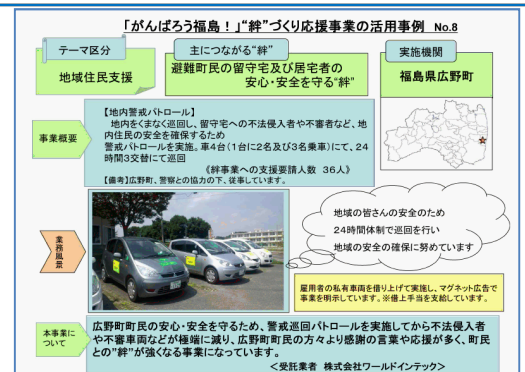 「がんばろう福島！」“絆”づくり応援事業の活用事例 No.8
テーマ区分
地域住民支援
主につながる“絆”
避難町民の留守宅及び居宅者の
安心・安全を守る“絆”
実施機関
福島県広野町
事業概要
【地内警戒パトロール】
地内をくまなく巡回し、留守宅への不法侵入者や不審者など、地
内住民の安全を確保するため
警戒パトロールを実施。車4台（1台に2名及び3名乗車）にて、24
時間3交替にて巡回
《絆事業への支援要請人数 36人》
【備考】広野町、警察との協力の下、従事しています。
業務風景
地域の皆さんの安全のため
24時間体制で巡回を行い
地域の安全の確保に努めています
雇用者の私有車両を借り上げて実施し、マグネット広告で
事業を明示しています。※借上手当を支給しています。
本事業に
ついて
広野町町民の安心・安全を守るため、警戒巡回パトロールを実施してから不法侵入者
や不審車両などが極端に減り、広野町町民の方々より感謝の言葉や応援が多く、町民
との“絆”が強くなる事業になっています。
＜受託業者 株式会社ワールドインテック＞